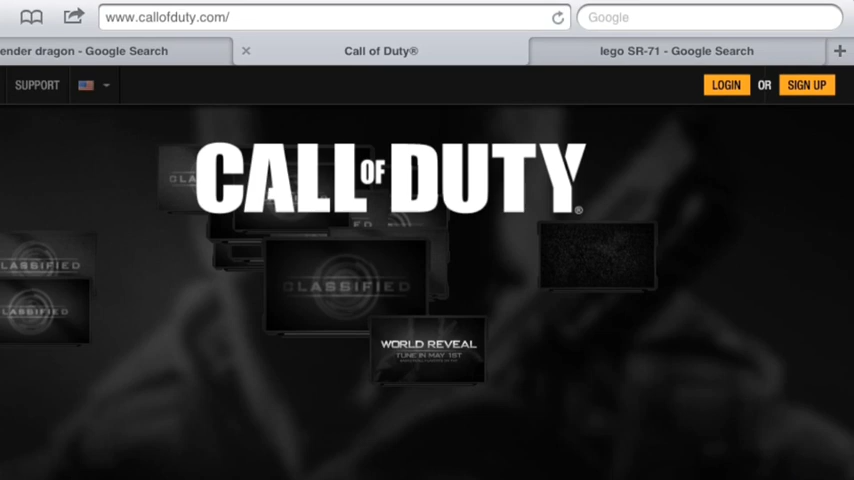 www.callofduty.com/
Google
ender dragon - Google Search
Call of Duty®
lego SR-71 - Google Search
SUPPORT
LOGIN OR SIGN UP
CALL OF DUTY®
CLASSIFIED
CLASSIFIED
CLASSIFIED
WORLD REVEAL
TUNE IN MAY 1ST